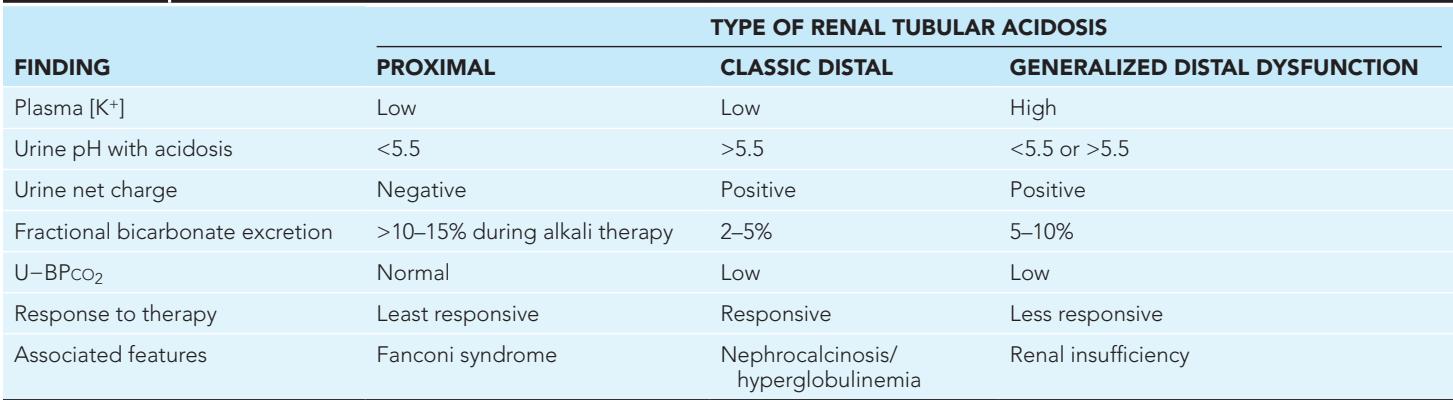 TYPE OF RENAL TUBULAR ACIDOSIS
FINDING PROXIMAL CLASSIC DISTAL GENERALIZED DISTAL DYSFUNCTION
Plasma [K⁺] Low Low High
Urine pH with acidosis <5.5 >5.5 <5.5 or >5.5
Urine net charge Negative Positive Positive
Fractional bicarbonate excretion >10–15% during alkali therapy 2–5% 5–10%
U−BPCO₂ Normal Low Low
Response to therapy Least responsive Responsive Less responsive
Associated features Fanconi syndrome Nephrocalcinosis/ Renal insufficiency
hyperglobulinemia